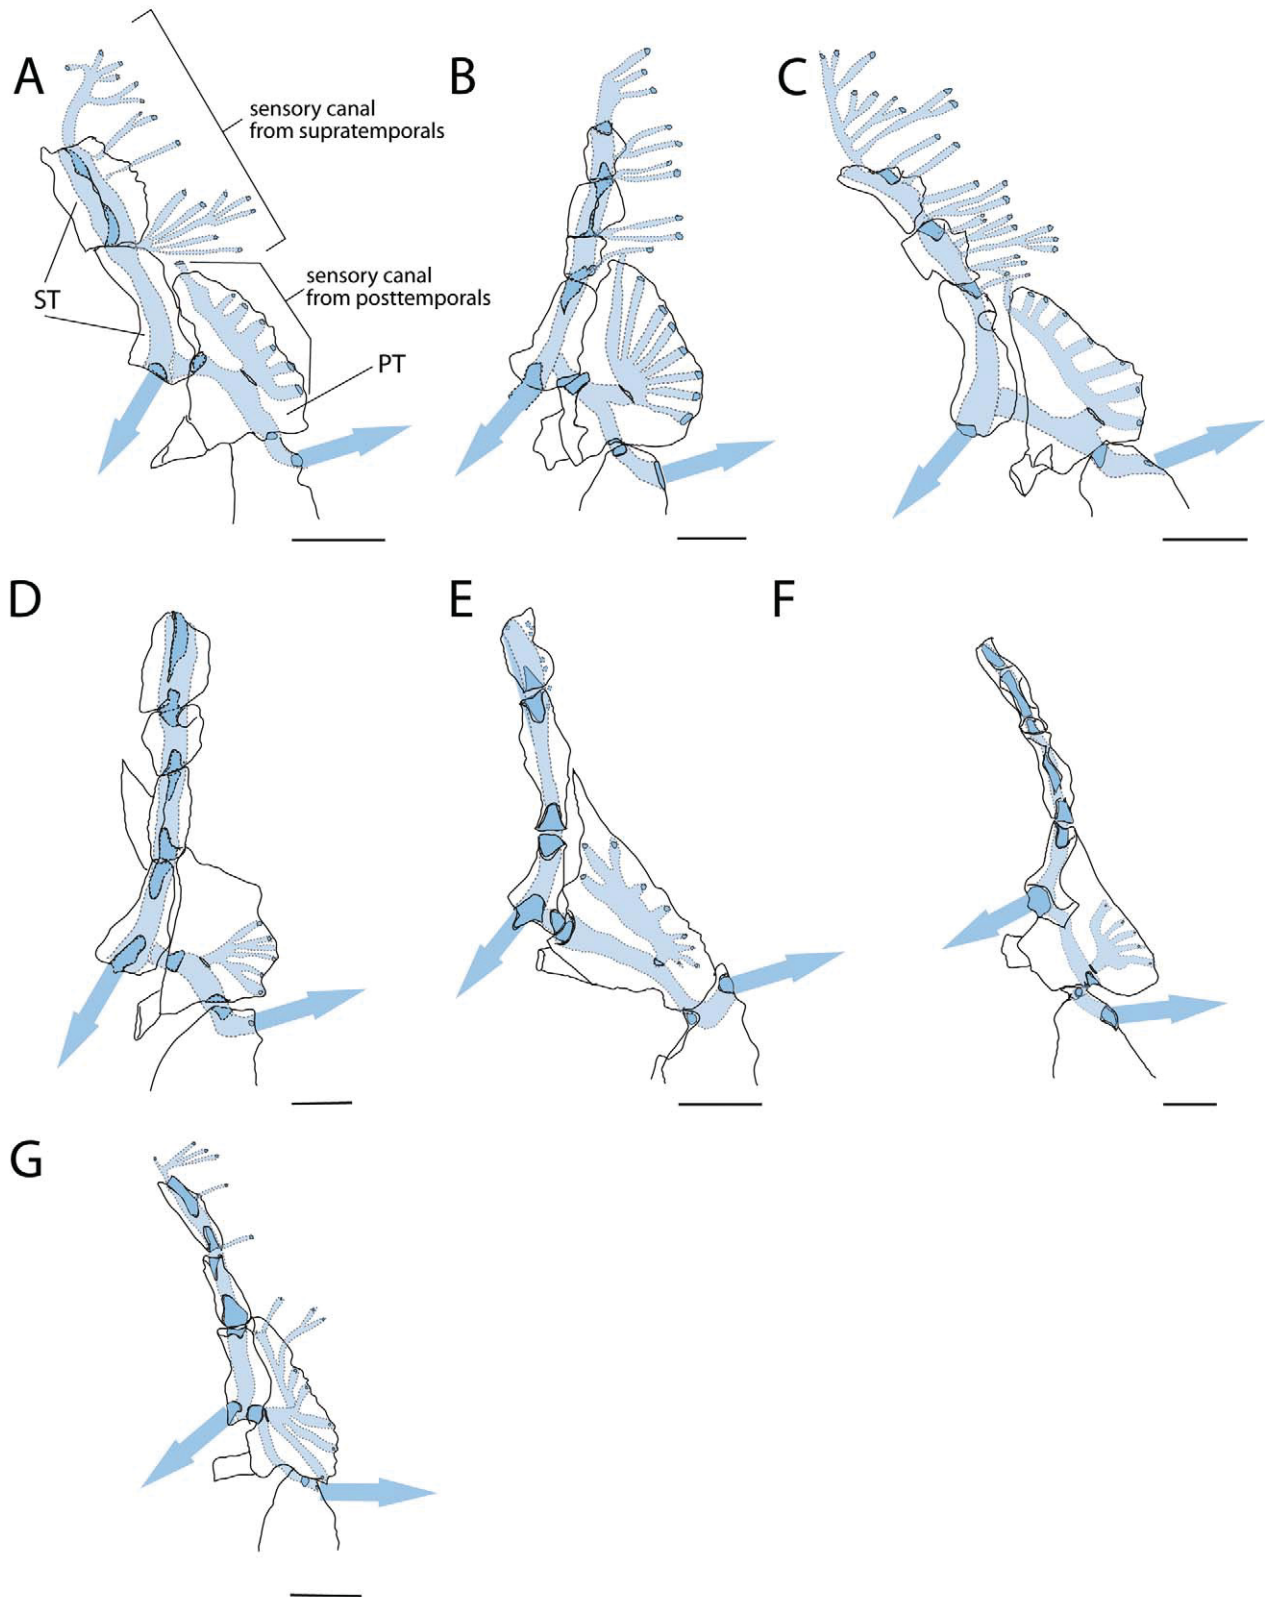 A
B
C
sensory canal
from supratemporals
sensory canal
from posttemporals
ST
PT
D
E
F
G